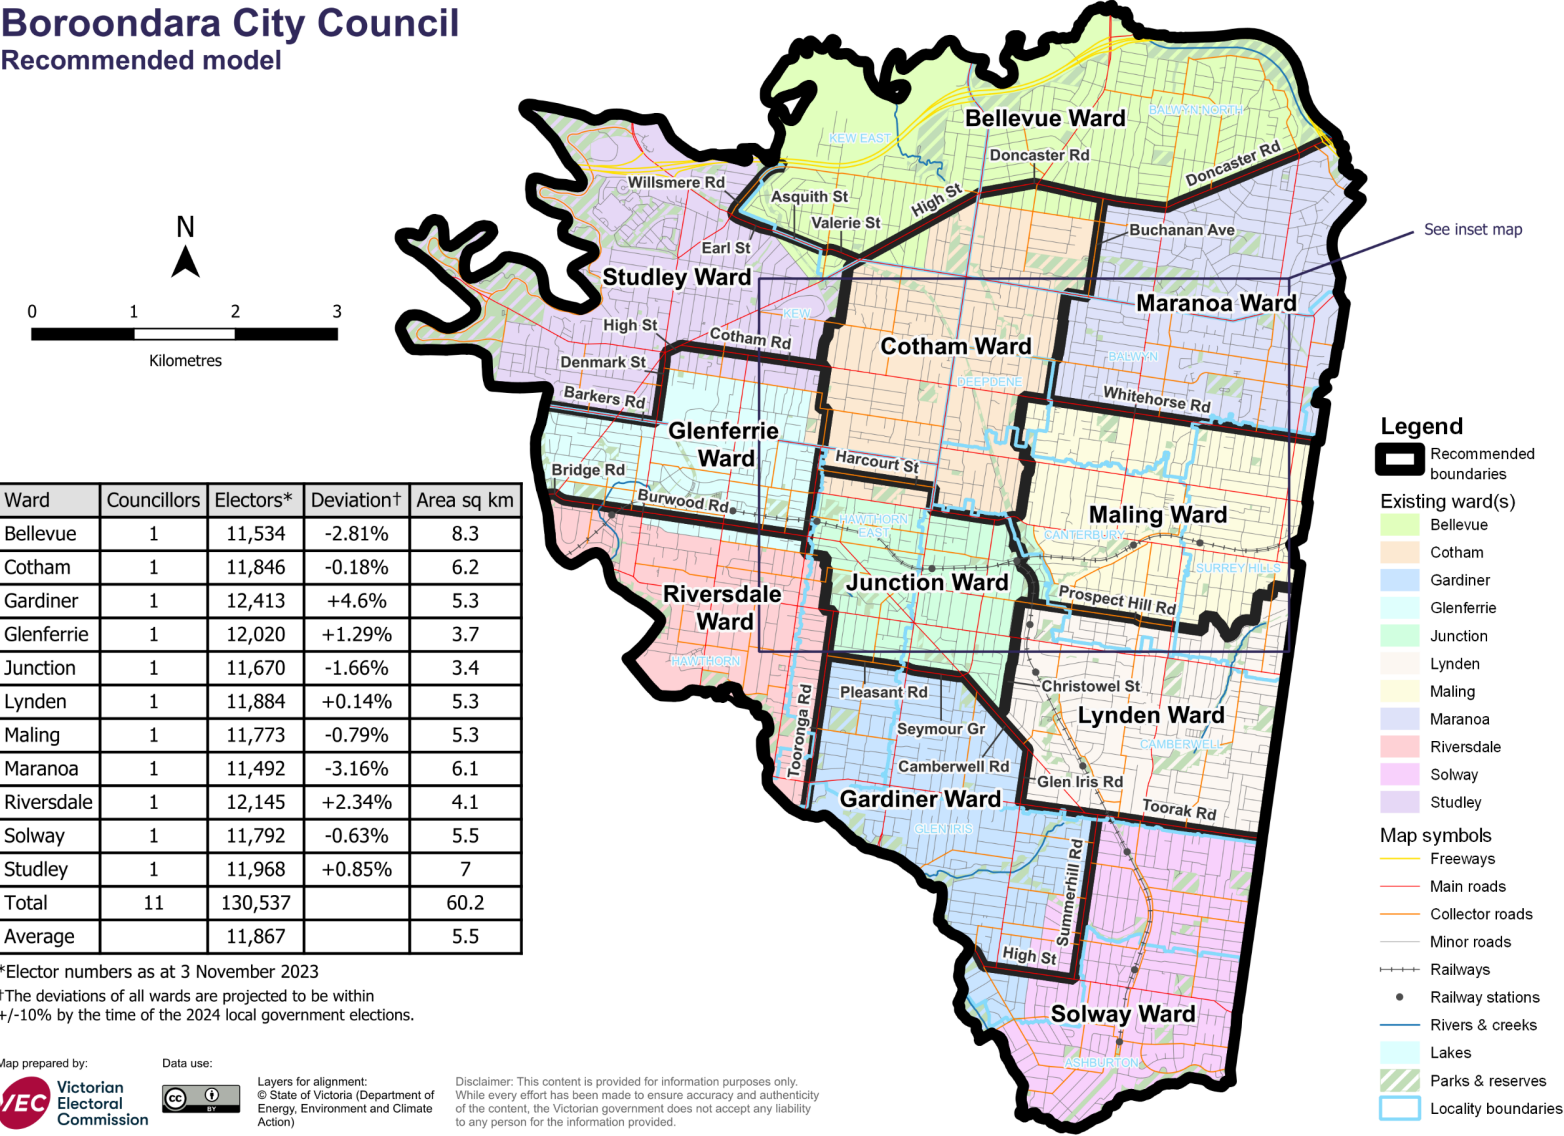 Boroondara City Council
Recommended model
N
0 1 2 3
Kilometres
Ward Councillors Electors* Deviation† Area sq km
Bellevue 1 11,534 -2.81% 8.3
Cotham 1 11,846 -0.18% 6.2
Gardiner 1 12,413 +4.6% 5.3
Glenferrie 1 12,020 +1.29% 3.7
Junction 1 11,670 -1.66% 3.4
Lynden 1 11,884 +0.14% 5.3
Maling 1 11,773 -0.79% 5.3
Maranoa 1 11,492 -3.16% 6.1
Riversdale 1 12,145 +2.34% 4.1
Solway 1 11,792 -0.63% 5.5
Studley 1 11,968 +0.85% 7
Total 11 130,537 60.2
Average 11,867 5.5
*Elector numbers as at 3 November 2023
†The deviations of all wards are projected to be within
+/-10% by the time of the 2024 local government elections.
Map prepared by:
VEC
Victorian
Electoral
Commission
Data use:
cc
BY
Layers for alignment:
© State of Victoria (Department of
Energy, Environment and Climate
Action)
Disclaimer: This content is provided for information purposes only.
While every effort has been made to ensure accuracy and authenticity
of the content, the Victorian government does not accept any liability
to any person for the information provided.
Bellevue Ward
BALWYN NORTH
KEW EAST
Doncaster Rd
Doncaster Rd
Willsmere Rd
Asquith St
High St
Valerie St
Buchanan Ave
Earl St
See inset map
Studley Ward
Maranoa Ward
KEW
High St
Cotham Rd
Cotham Ward
BALWYN
Denmark St
DEEPDENE
Barkers Rd
Whitehorse Rd
Glenferrie
Ward
Harcourt St
Bridge Rd
Burwood Rd
HAWTHORN
EAST
Maling Ward
CANTERBURY
SURREY HILLS
Junction Ward
Riversdale
Ward
Prospect Hill Rd
HAWTHORN
Pleasant Rd
Christowel St
Lynden Ward
Seymour Gr
Tooronga Rd
CAMBERWELL
Camberwell Rd
Glen Iris Rd
Gardiner Ward
Toorak Rd
GLEN IRIS
Summerhill Rd
High St
Solway Ward
ASHBURTON
Legend
Recommended
boundaries
Existing ward(s)
Bellevue
Cotham
Gardiner
Glenferrie
Junction
Lynden
Maling
Maranoa
Riversdale
Solway
Studley
Map symbols
Freeways
Main roads
Collector roads
Minor roads
Railways
Railway stations
Rivers & creeks
Lakes
Parks & reserves
Locality boundaries